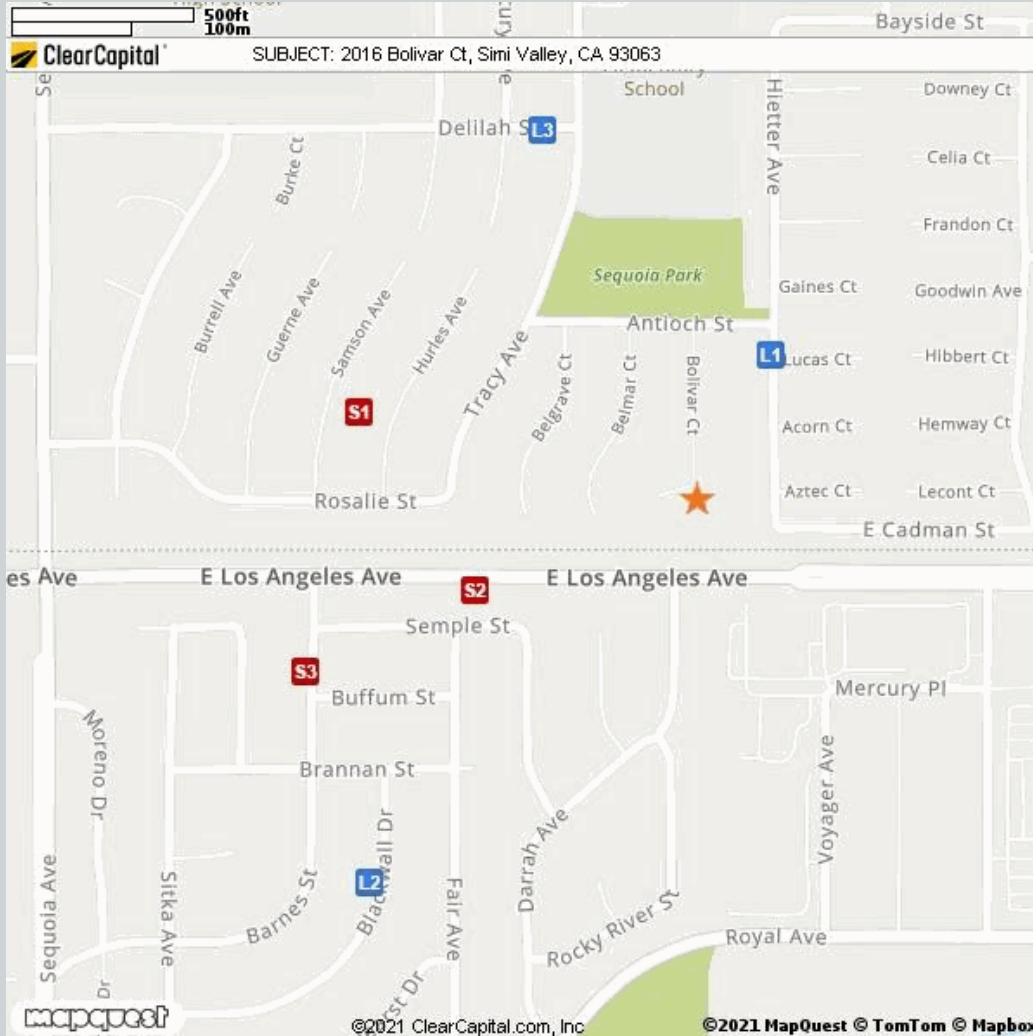 500ft
100m
Bayside St
ClearCapital
SUBJECT: 2016 Bolivar Ct, Simi Valley, CA 93063
School
Downey Ct
Hietter Ave
Delilah S
L3
Burke Ct
Celia Ct
Frandon Ct
Sequoia Park
Gaines Ct
Goodwin Ave
Burrell Ave
Guerne Ave
Samson Ave
Hurles Ave
Tracy Ave
Antioch St
L1
Lucas Ct
Hibbert Ct
Belgrave Ct
Belmar Ct
Bolivar Ct
S1
Acorn Ct
Hemway Ct
Rosalie St
Aztec Ct
Lecont Ct
E Cadman St
es Ave
E Los Angeles Ave
E Los Angeles Ave
S2
Semple St
S3
Buffum St
Mercury Pl
Moreno Dr
Brannan St
Voyager Ave
Sequoia Ave
Sitka Ave
Barnes St
L2
Blackwall Dr
Fair Ave
Darrah Ave
Rocky River St
Royal Ave
Dr
rst Dr
mapquest
©2021 ClearCapital.com, Inc
©2021 MapQuest © TomTom © Mapbox